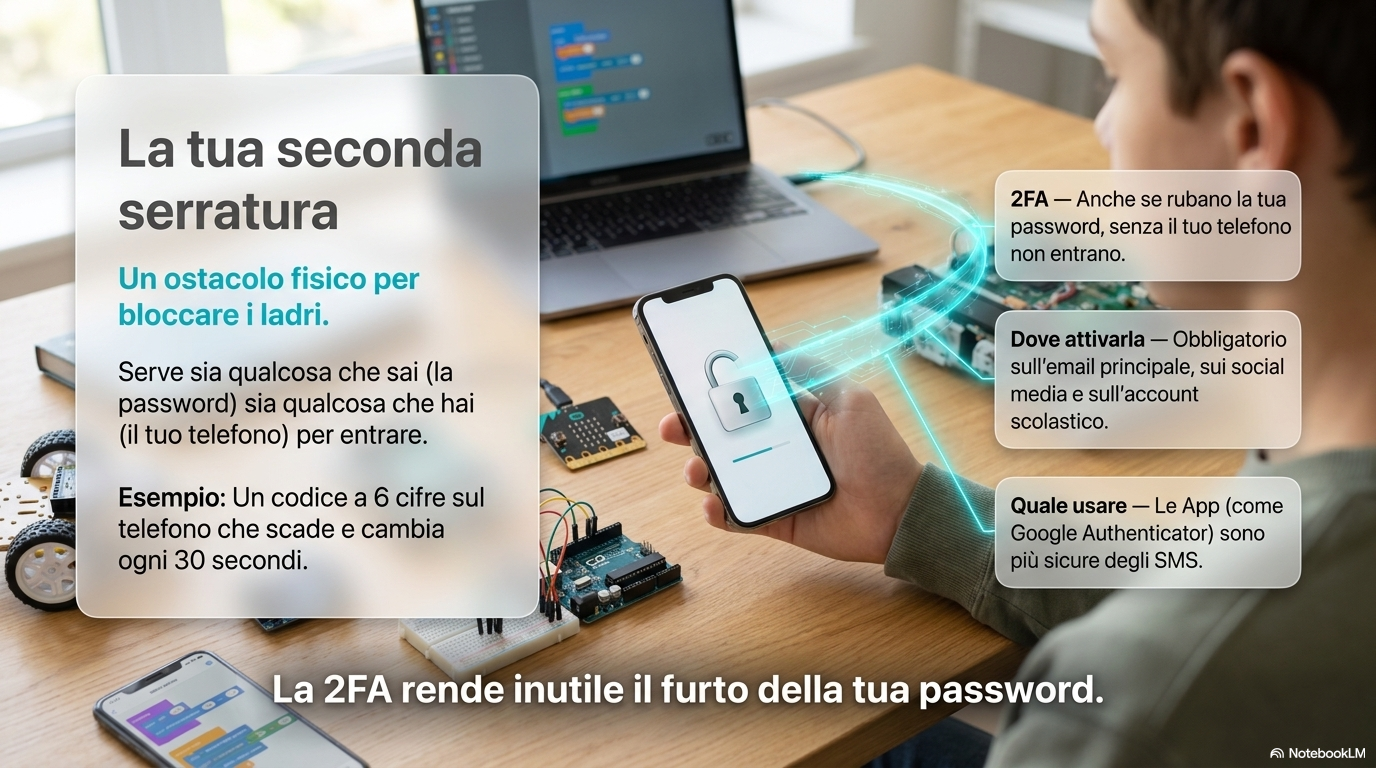 La tua seconda
serratura
Un ostacolo fisico per
bloccare i ladri.
Serve sia qualcosa che sai (la
password) sia qualcosa che hai
(il tuo telefono) per entrare.
Esempio: Un codice a 6 cifre sul
telefono che scade e cambia
ogni 30 secondi.
2FA — Anche se rubano la tua
password, senza il tuo telefono
non entrano.
Dove attivarla — Obbligatorio
sull'email principale, sui social
media e sull'account
scolastico.
Quale usare — Le App (come
Google Authenticator) sono
più sicure degli SMS.
La 2FA rende inutile il furto della tua password.
NotebookLM